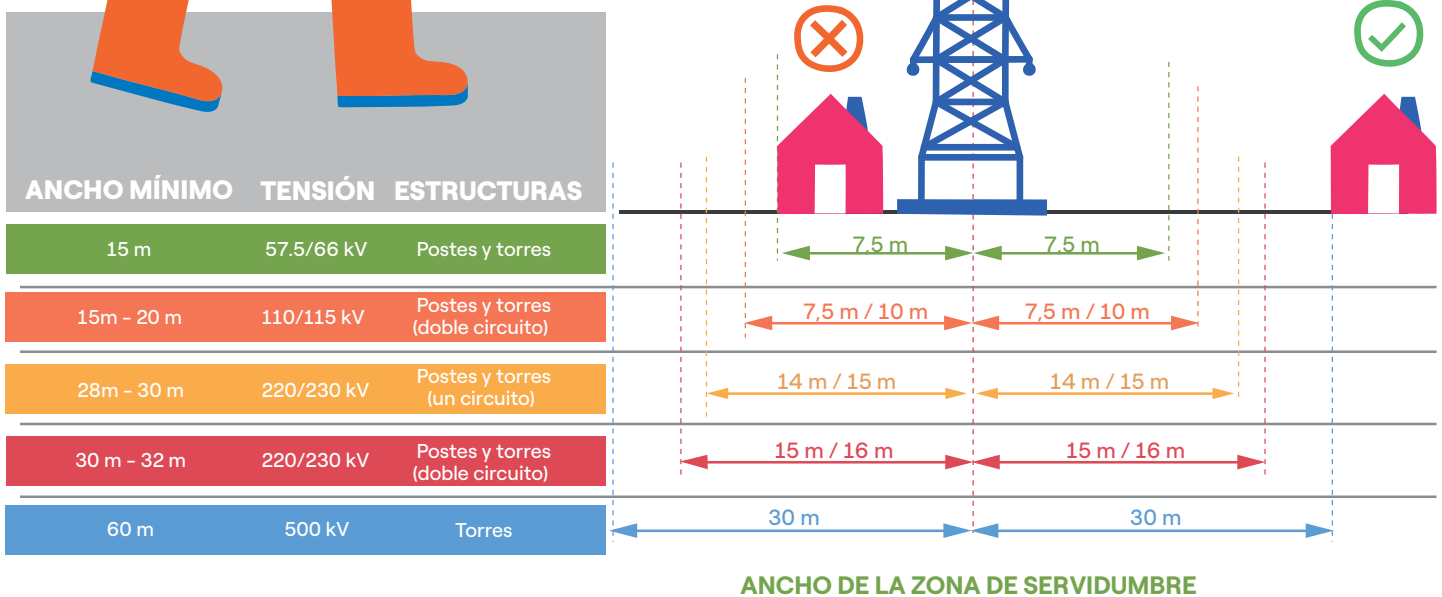 ANCHO MÍNIMO TENSIÓN ESTRUCTURAS
15 m 57.5/66 kV Postes y torres 7,5 m 7,5 m
15m - 20 m 110/115 kV Postes y torres
(doble circuito) 7,5 m / 10 m 7,5 m / 10 m
28m - 30 m 220/230 kV Postes y torres
(un circuito) 14 m / 15 m 14 m / 15 m
30 m - 32 m 220/230 kV Postes y torres
(doble circuito) 15 m / 16 m 15 m / 16 m
60 m 500 kV Torres 30 m 30 m
ANCHO DE LA ZONA DE SERVIDUMBRE